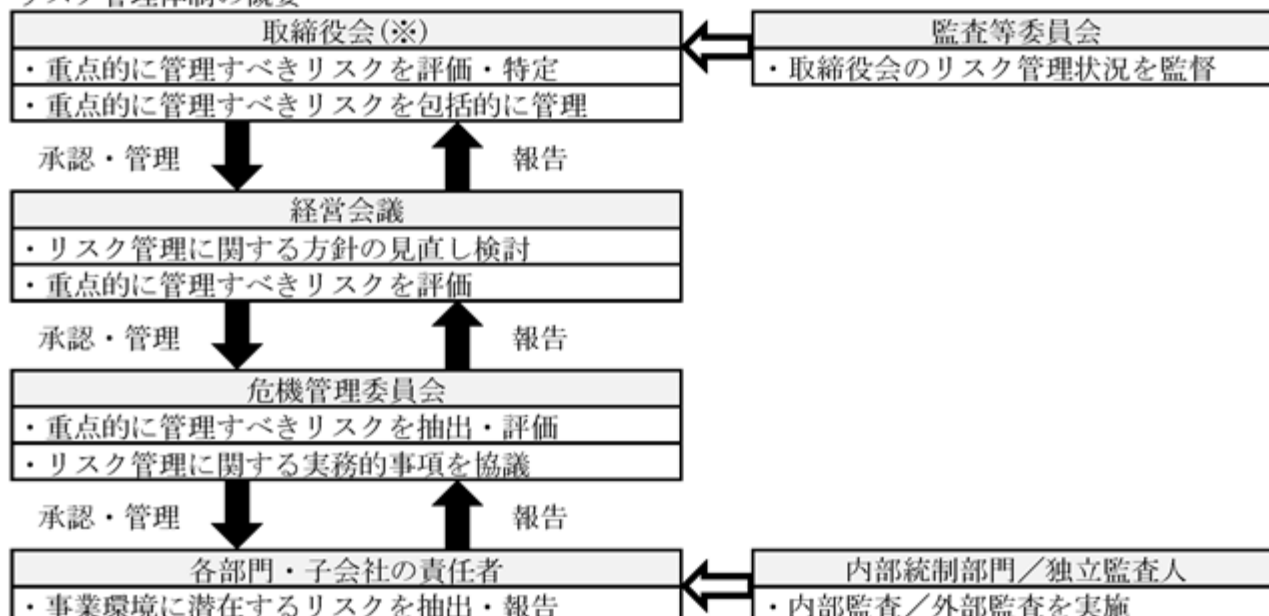 リスク管理体制の概要
取締役会(※)
・重点的に管理すべきリスクを評価・特定
・重点的に管理すべきリスクを包括的に管理
監査等委員会
・取締役会のリスク管理状況を監督
承認・管理
報告
経営会議
・リスク管理に関する方針の見直し検討
・重点的に管理すべきリスクを評価
承認・管理
報告
危機管理委員会
・重点的に管理すべきリスクを抽出・評価
・リスク管理に関する実務的事項を協議
承認・管理
報告
各部門・子会社の責任者
・事業環境に潜在するリスクを抽出・報告
内部統制部門／独立監査人
・内部監査／外部監査を実施